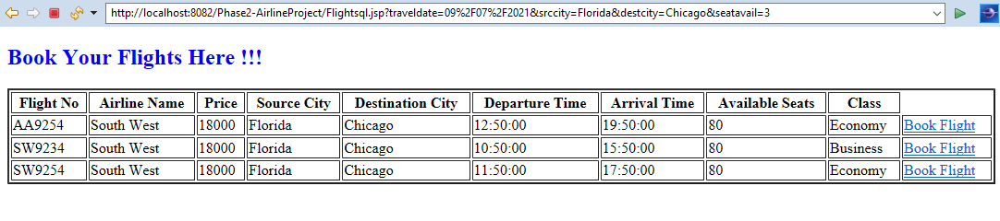 http://localhost:8082/Phase2-AirlineProject/Flightsql.jsp?traveldate=09%2F07%2F2021&srccity=Florida&destcity=Chicago&seatavail=3
Book Your Flights Here !!!
Flight No Airline Name Price Source City Destination City Departure Time Arrival Time Available Seats Class
AA9254 South West 18000 Florida Chicago 12:50:00 19:50:00 80 Economy Book Flight
SW9234 South West 18000 Florida Chicago 10:50:00 15:50:00 80 Business Book Flight
SW9254 South West 18000 Florida Chicago 11:50:00 17:50:00 80 Economy Book Flight